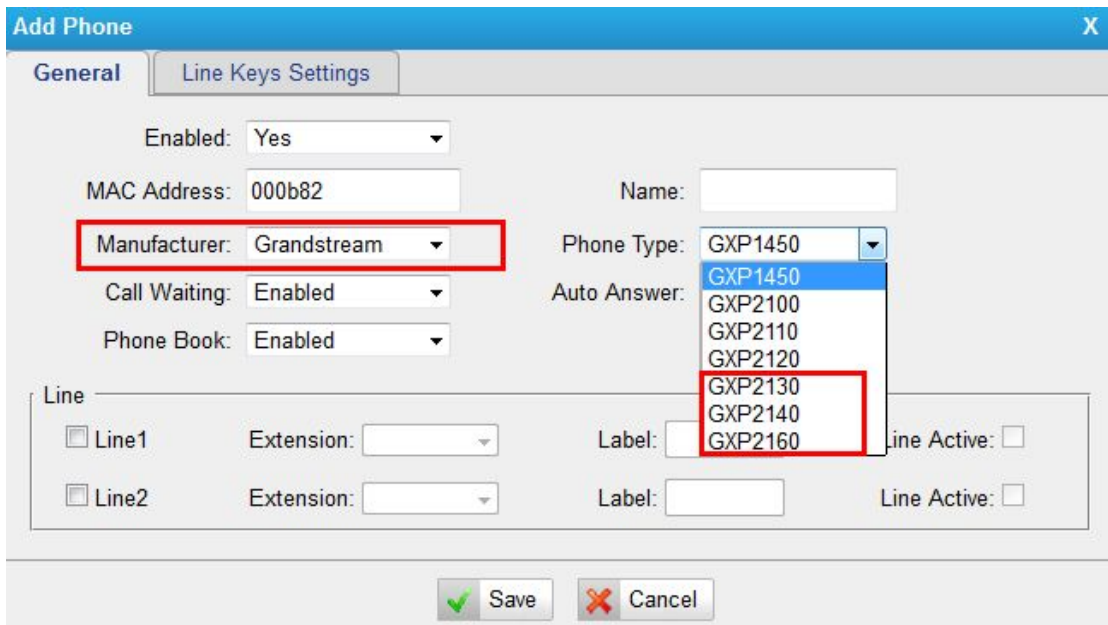 Add Phone X
General Line Keys Settings
Enabled: Yes
MAC Address: 000b82 Name:
Manufacturer: Grandstream Phone Type: GXP1450
Call Waiting: Enabled Auto Answer: GXP1450
GXP2100
GXP2110
Phone Book: Enabled GXP2120
GXP2130
GXP2140
GXP2160
Line
Line1 Extension: Label: ine Active:
Line2 Extension: Label: Line Active:
Save Cancel